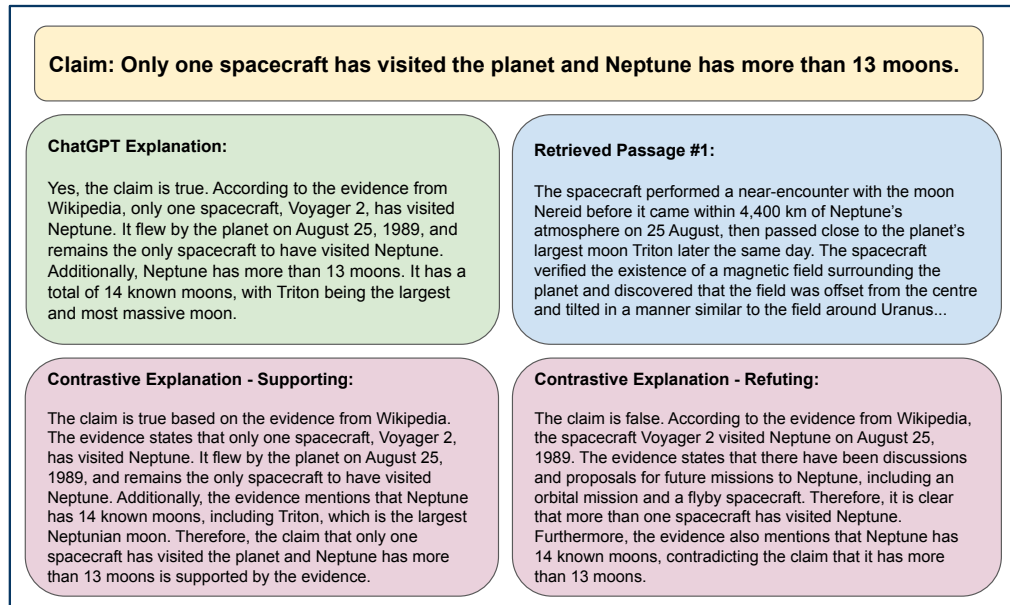 Claim: Only one spacecraft has visited the planet and Neptune has more than 13 moons.
ChatGPT Explanation:
Yes, the claim is true. According to the evidence from
Wikipedia, only one spacecraft, Voyager 2, has visited
Neptune. It flew by the planet on August 25, 1989, and
remains the only spacecraft to have visited Neptune.
Additionally, Neptune has more than 13 moons. It has a
total of 14 known moons, with Triton being the largest
and most massive moon.
Retrieved Passage #1:
The spacecraft performed a near-encounter with the moon
Nereid before it came within 4,400 km of Neptune's
atmosphere on 25 August, then passed close to the planet's
largest moon Triton later the same day. The spacecraft
verified the existence of a magnetic field surrounding the
planet and discovered that the field was offset from the centre
and tilted in a manner similar to the field around Uranus...
Contrastive Explanation - Supporting:
The claim is true based on the evidence from Wikipedia.
The evidence states that only one spacecraft, Voyager 2,
has visited Neptune. It flew by the planet on August 25,
1989, and remains the only spacecraft to have visited
Neptune. Additionally, the evidence mentions that Neptune
has 14 known moons, including Triton, which is the largest
Neptunian moon. Therefore, the claim that only one
spacecraft has visited the planet and Neptune has more
than 13 moons is supported by the evidence.
Contrastive Explanation - Refuting:
The claim is false. According to the evidence from Wikipedia,
the spacecraft Voyager 2 visited Neptune on August 25,
1989. The evidence states that there have been discussions
and proposals for future missions to Neptune, including an
orbital mission and a flyby spacecraft. Therefore, it is clear
that more than one spacecraft has visited Neptune.
Furthermore, the evidence also mentions that Neptune has
14 known moons, contradicting the claim that it has more
than 13 moons.